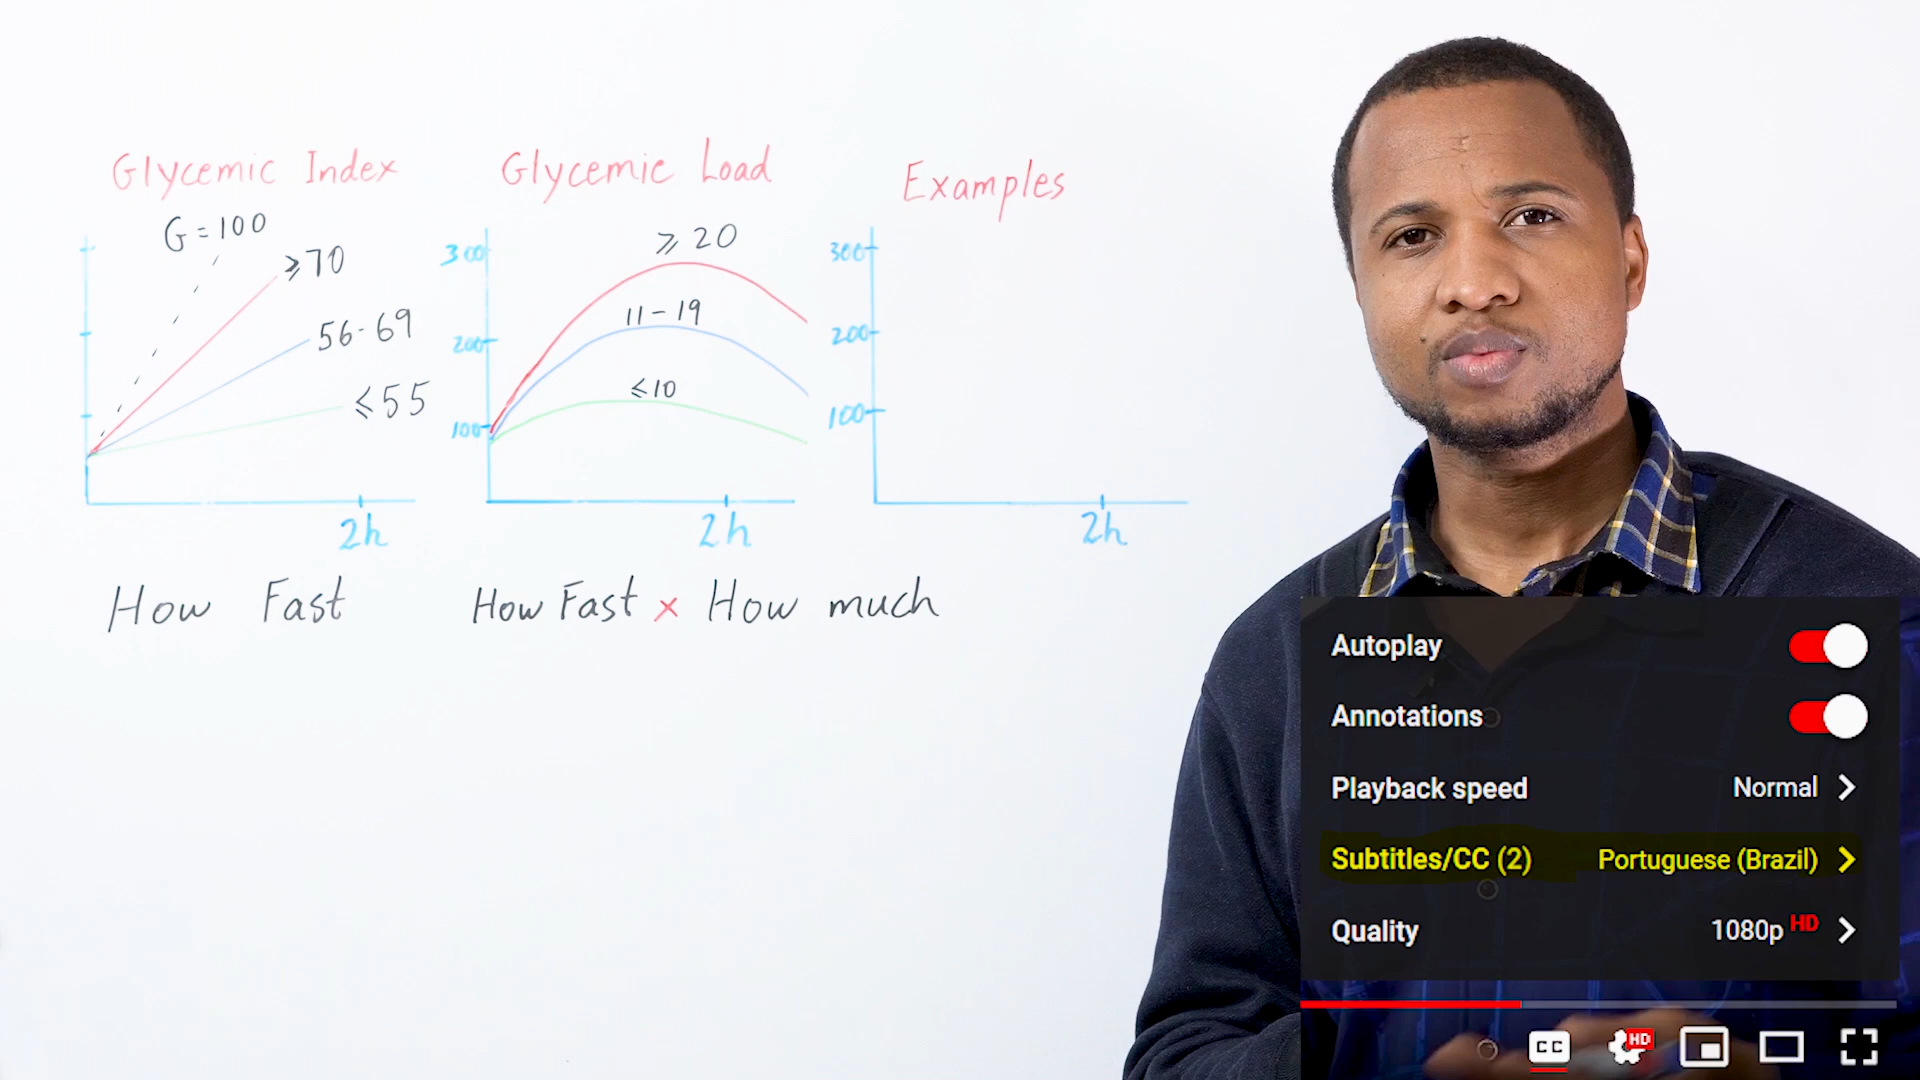 Glycemic Index
G = 100
≥70
56-69
≤55
2h
How Fast
Glycemic Load
300
200
100
≥ 20
11-19
≤10
2h
How Fast × How much
Examples
300
200
100
2h
Autoplay
Annotations
Playback speed Normal
Subtitles/CC (2) Portuguese (Brazil)
Quality 1080p HD
CC HD